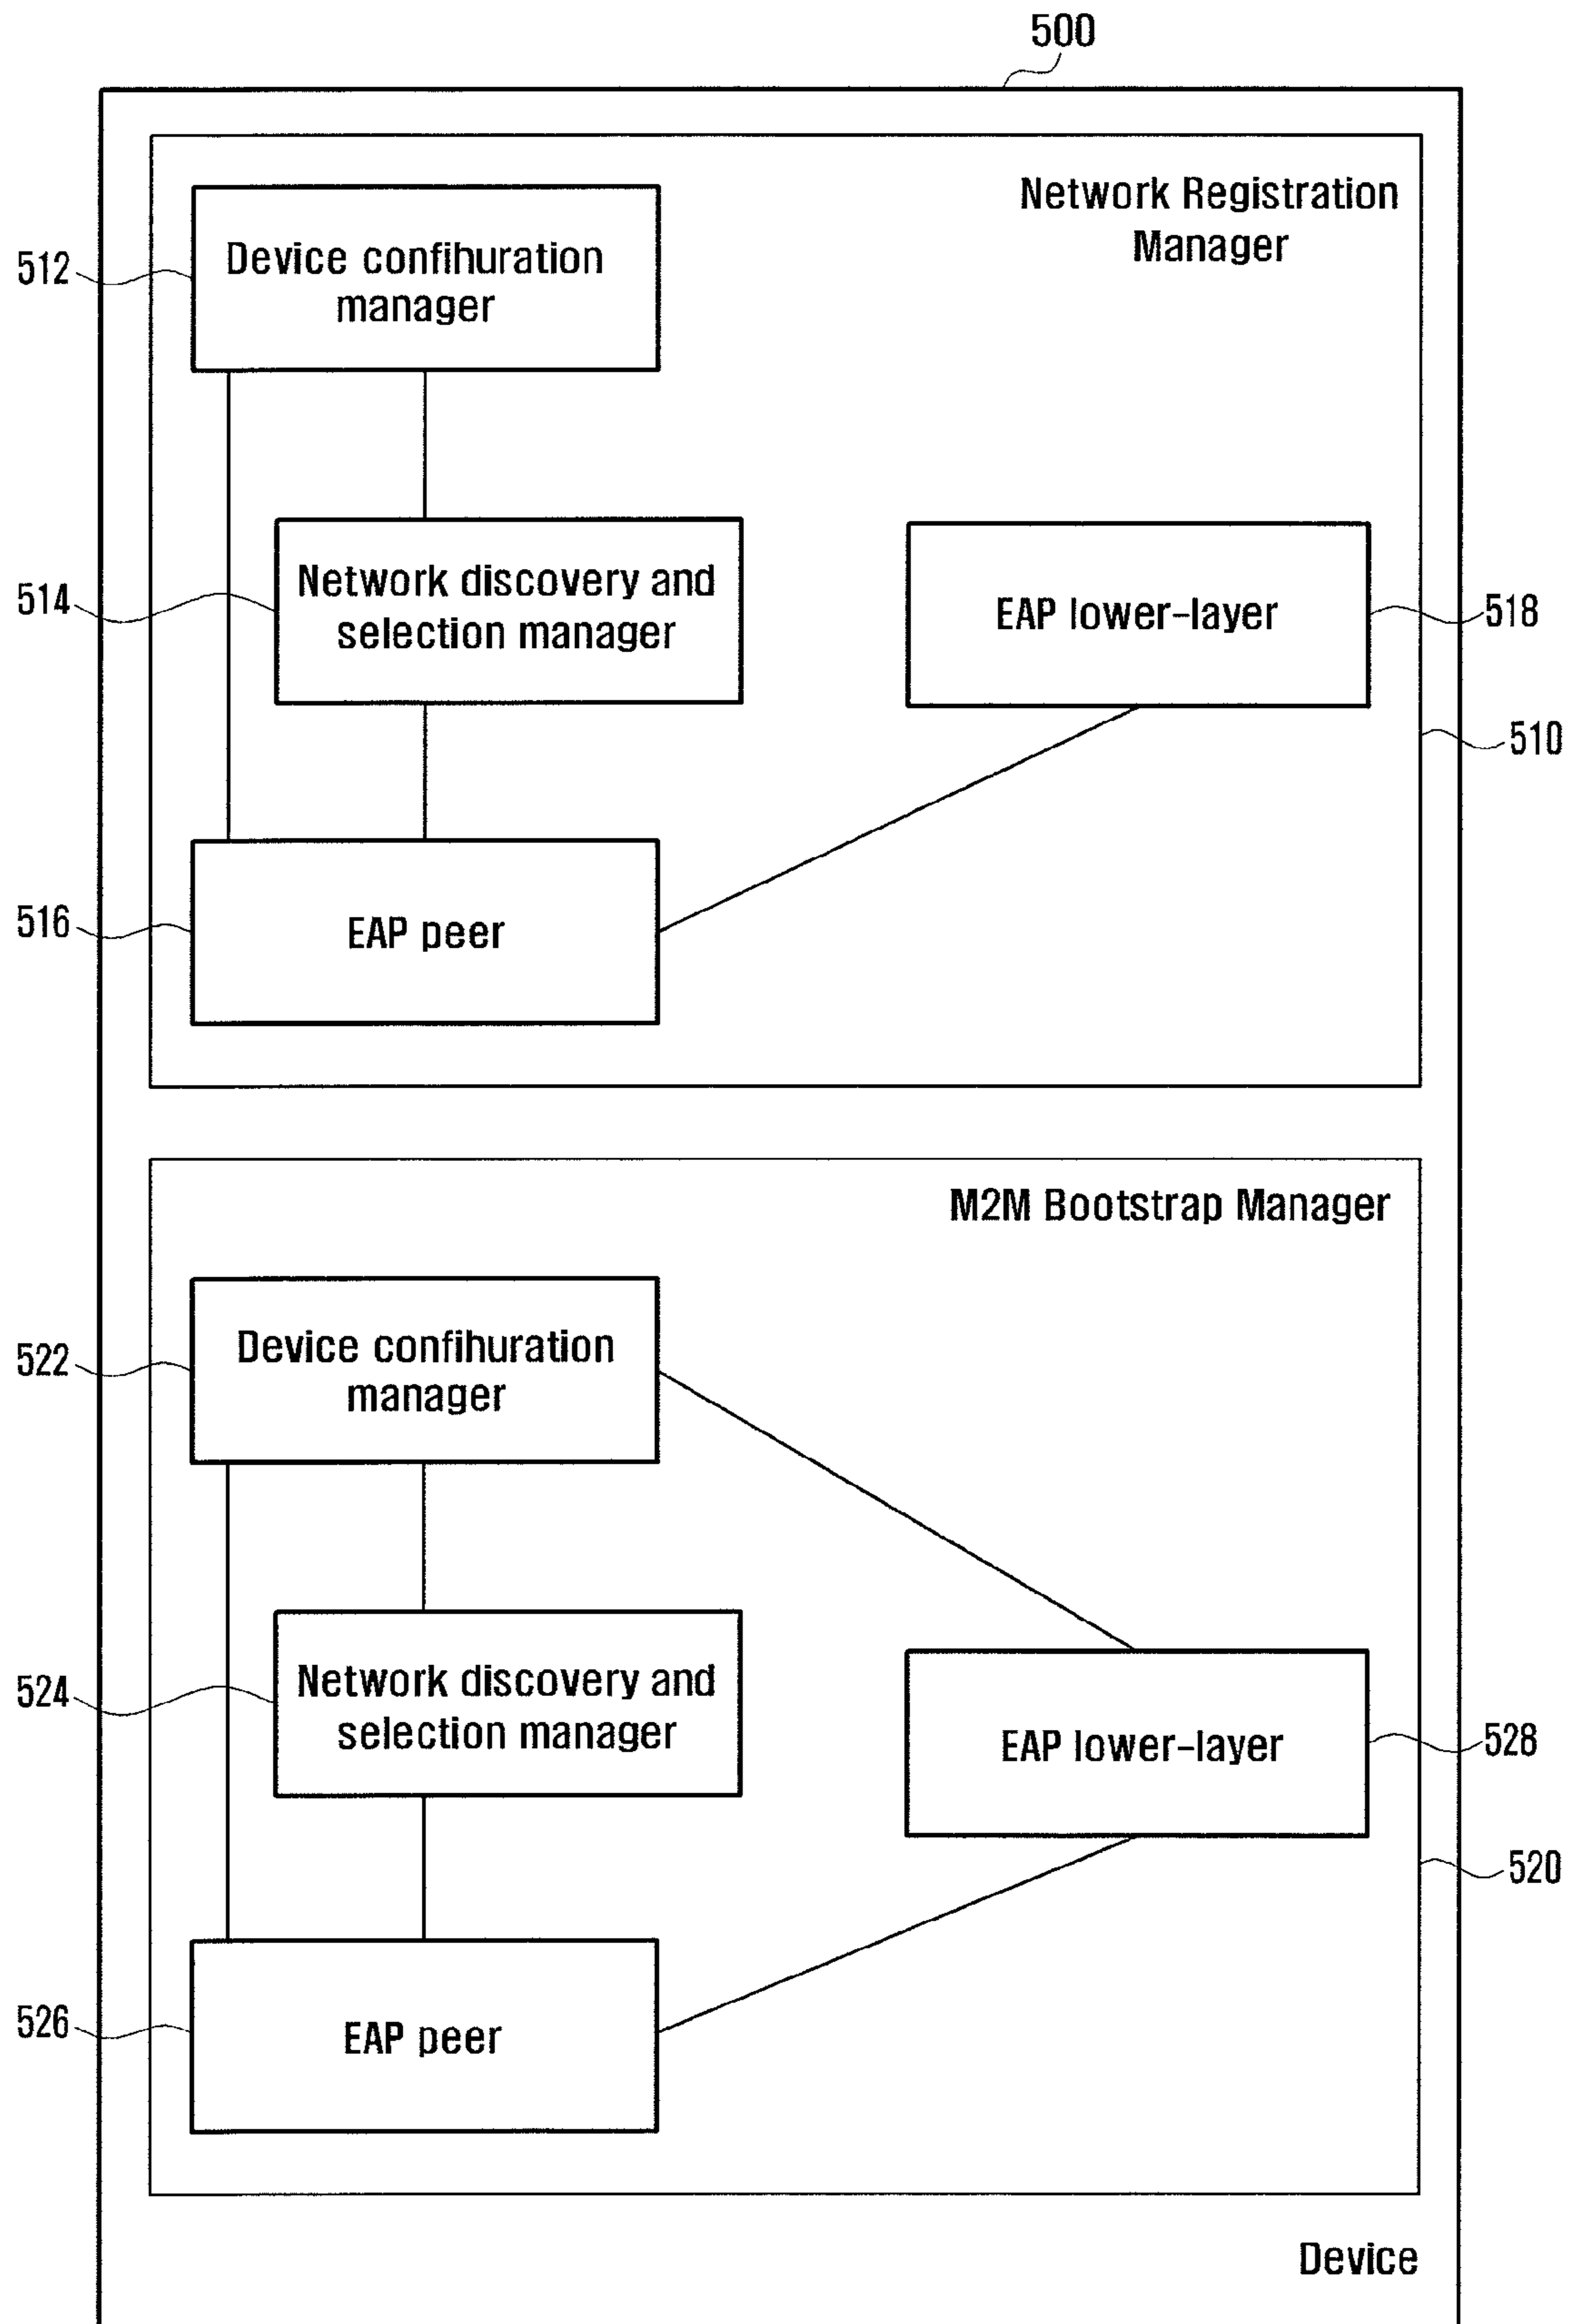 500
Network Registration
Manager
Device confihuration
manager
512
Network discovery and
selection manager
514
EAP lower-layer
518
510
EAP peer
516
M2M Bootstrap Manager
Device confihuration
manager
522
Network discovery and
selection manager
524
EAP lower-layer
528
520
EAP peer
526
Device